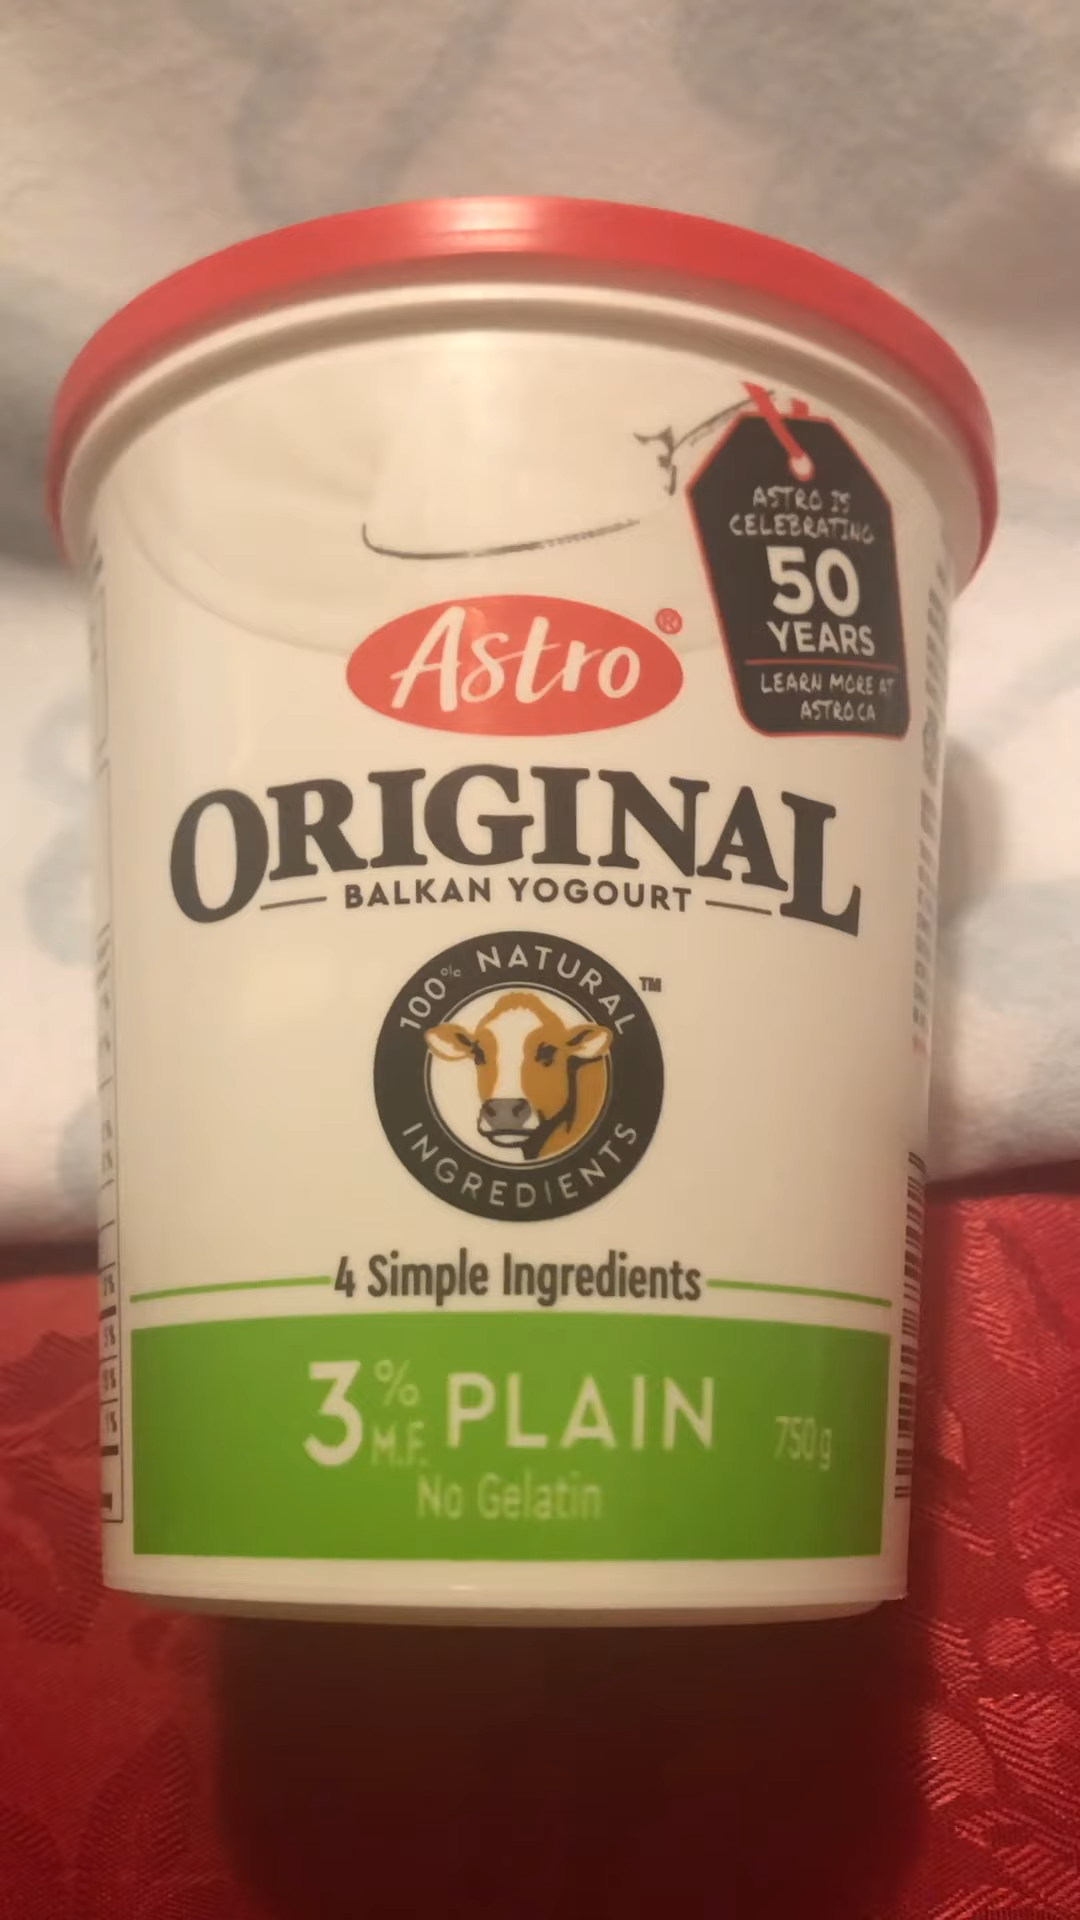 ASTRO IS
CELEBRATING
50
YEARS
LEARN MORE AT
ASTRO.CA
Astro®
ORIGINAL
BALKAN YOGOURT
100% NATURAL
INGREDIENTS
TM
4 Simple Ingredients
3% M.F. PLAIN 750 g
No Gelatin